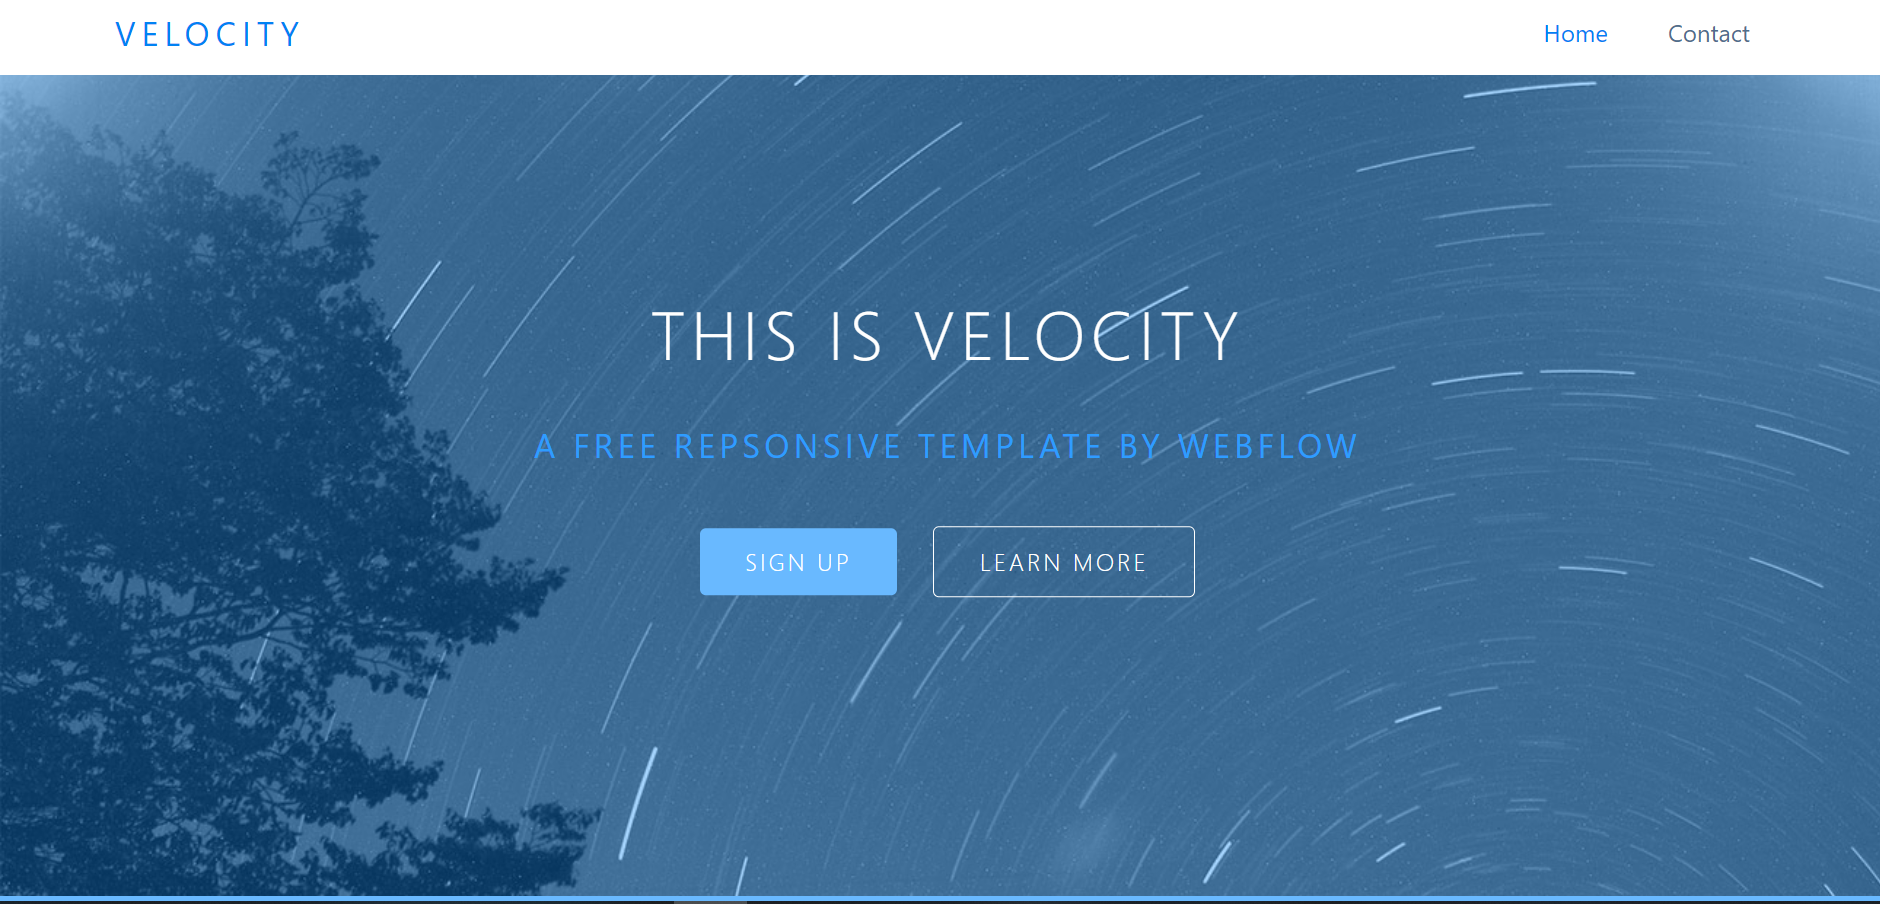 VELOCITY
Home
Contact
THIS IS VELOCITY
A FREE REPSONSIVE TEMPLATE BY WEBFLOW
SIGN UP
LEARN MORE